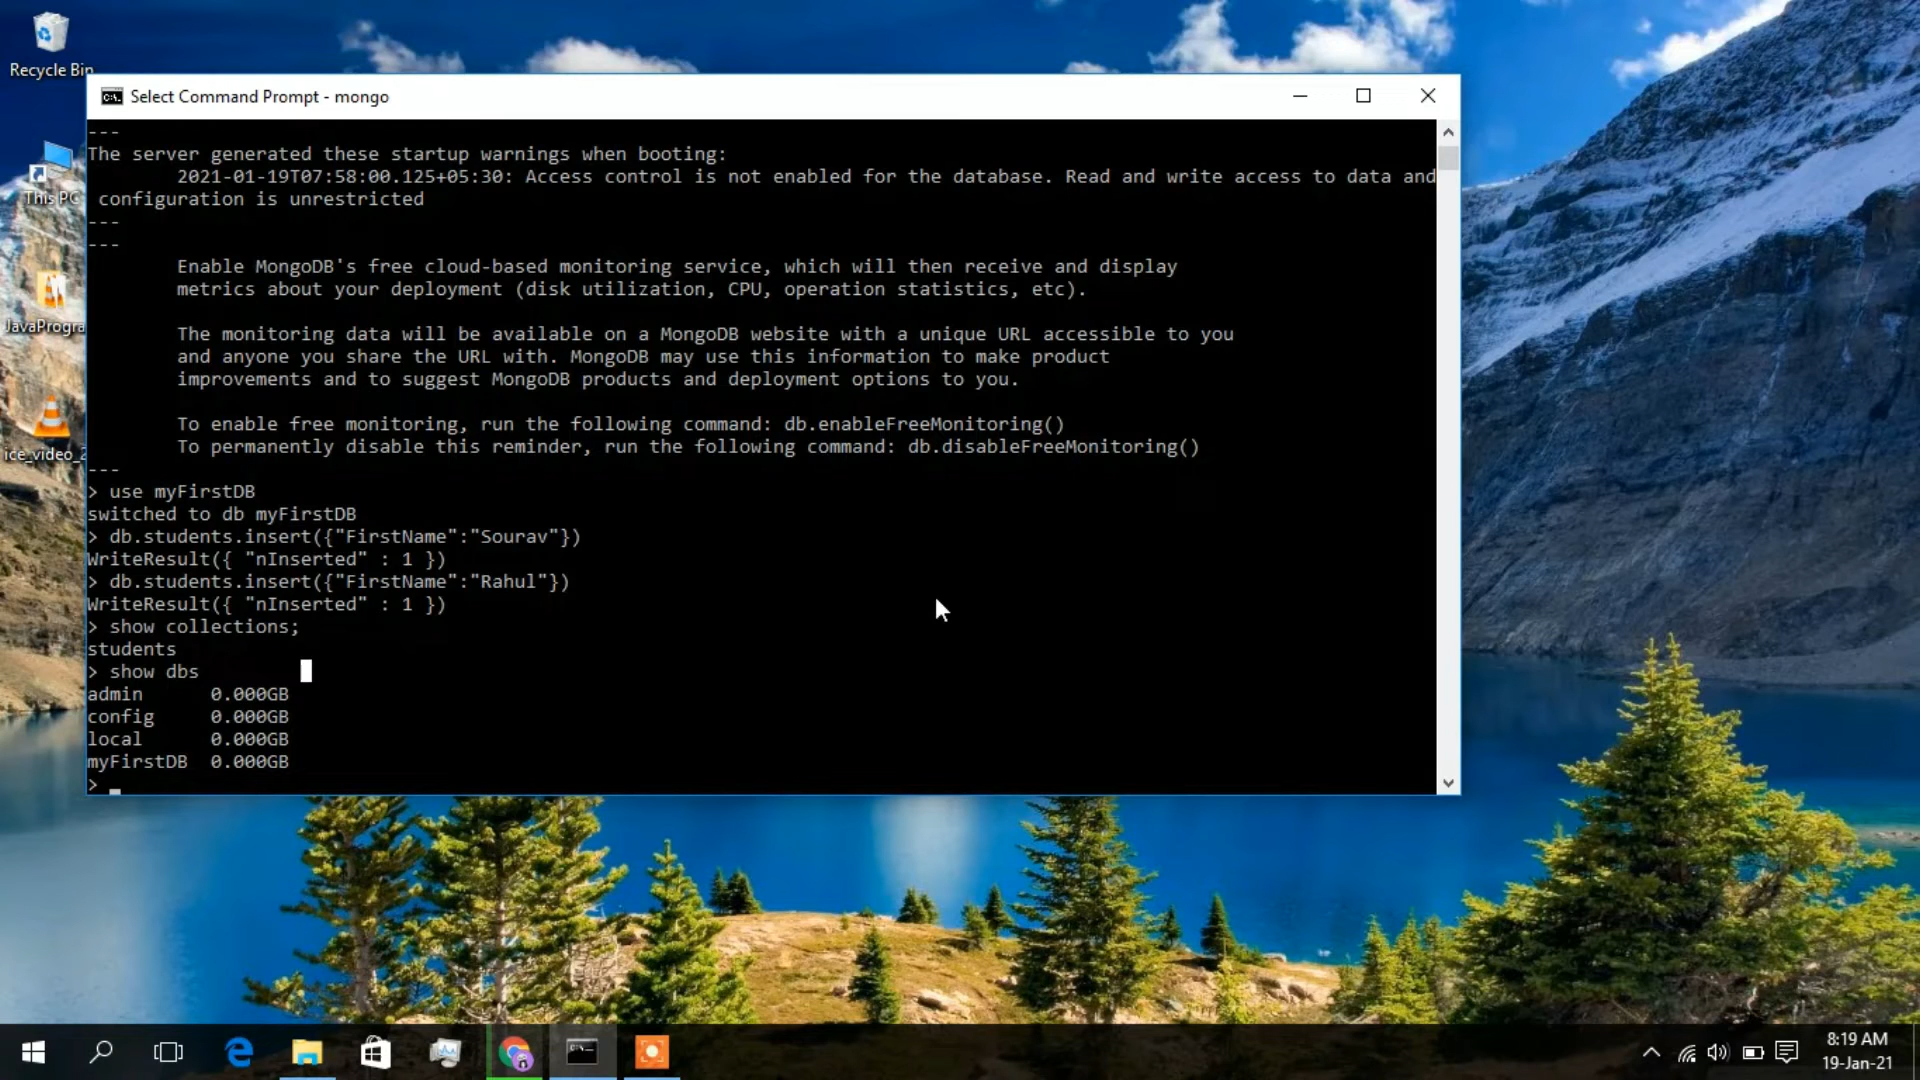 Recycle Bin
Select Command Prompt - mongo
---
The server generated these startup warnings when booting:
2021-01-19T07:58:00.125+05:30: Access control is not enabled for the database. Read and write access to data and
configuration is unrestricted
---
---
Enable MongoDB's free cloud-based monitoring service, which will then receive and display
metrics about your deployment (disk utilization, CPU, operation statistics, etc).
The monitoring data will be available on a MongoDB website with a unique URL accessible to you
and anyone you share the URL with. MongoDB may use this information to make product
improvements and to suggest MongoDB products and deployment options to you.
To enable free monitoring, run the following command: db.enableFreeMonitoring()
To permanently disable this reminder, run the following command: db.disableFreeMonitoring()
---
> use myFirstDB
switched to db myFirstDB
> db.students.insert({"FirstName":"Sourav"})
WriteResult({ "nInserted" : 1 })
> db.students.insert({"FirstName":"Rahul"})
WriteResult({ "nInserted" : 1 })
> show collections;
students
> show dbs
admin 0.000GB
config 0.000GB
local 0.000GB
myFirstDB 0.000GB
>
This PC
JavaProgra
ice_video_2
8:19 AM
19-Jan-21